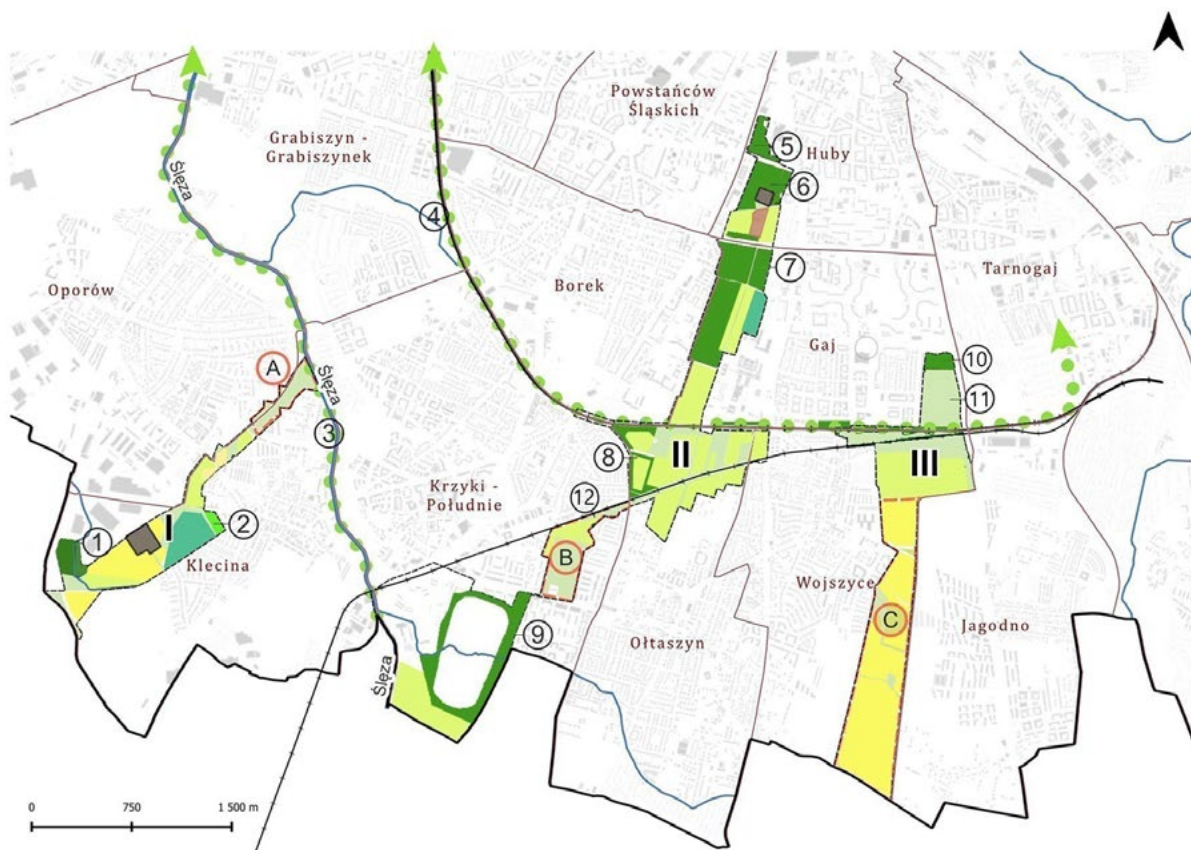 Powstańców
Śląskich
Grabiszyn -
Grabiszynek
Huby
5
6
Ślęza
4
7
Tarnogaj
Oporów
Borek
Gaj
A
10
Ślęza
11
3
8
II
III
Krzyki -
Południe
12
I
2
1
B
Klecina
Wojszyce
C
9
Ołtaszyn
Jagodno
Ślęza
0
750
1 500 m